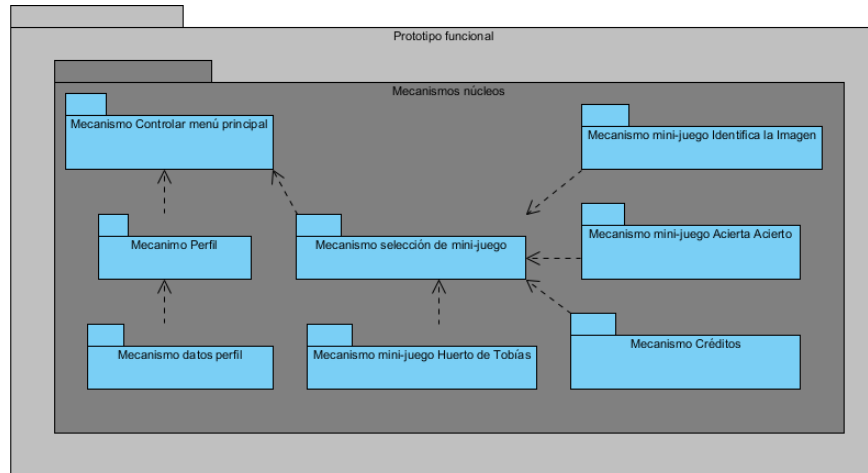 Prototipo funcional
Mecanismos núcleos
Mecanismo Controlar menú principal
Mecanismo mini-juego Identifica la Imagen
Mecanimo Perfil
Mecanismo selección de mini-juego
Mecanismo mini-juego Acierta Acierto
Mecanismo datos perfil
Mecanismo mini-juego Huerto de Tobías
Mecanismo Créditos